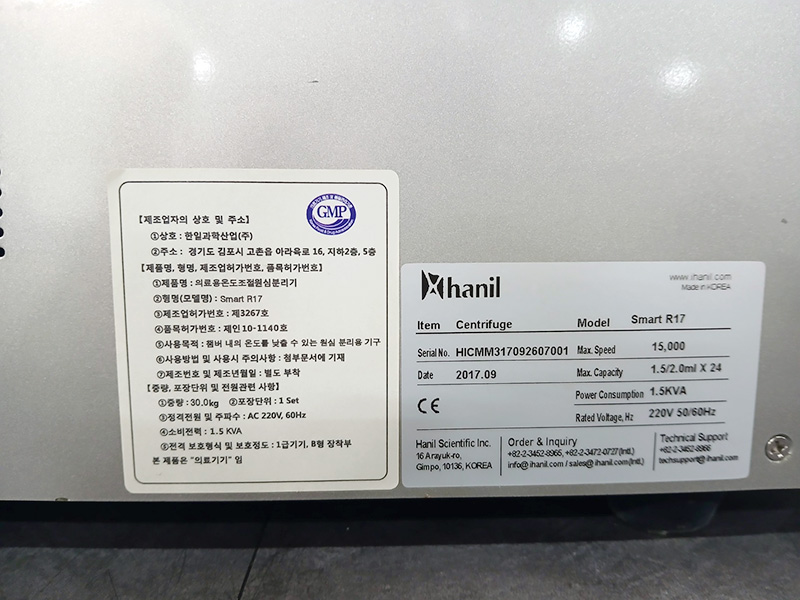 GMP
[제조업자의 상호 및 주소]
①상호 : 한일과학산업(주)
②주소 : 경기도 김포시 고촌읍 아라육로 16, 지하2층, 5층
[제품명, 형명, 제조업허가번호, 품목허가번호]
①제품명 : 의료용온도조절원심분리기
②형명(모델명) : Smart R17
③제조업허가번호 : 제3267호
④품목허가번호 : 제인10-1140호
⑤사용목적 : 챔버 내의 온도를 낮출 수 있는 원심 분리용 기구
⑥사용방법 및 사용시 주의사항 : 첨부문서에 기재
⑦제조번호 및 제조년월일 : 별도 부착
[중량, 포장단위 및 전원관련 사항]
①중량 : 30.0kg ②포장단위 : 1 Set
③정격전원 및 주파수 : AC 220V, 60Hz
④소비전력 : 1.5 KVA
⑤전격 보호형식 및 보호정도 : 1급기기, B형 장착부
본 제품은 "의료기기" 임
hanil
www.ihanil.com
Made in KOREA
Item Centrifuge Model Smart R17
Serial No. HICMM317092607001 Max. Speed 15,000
Date 2017.09 Max. Capacity 1.5/2.0ml X 24
CE Power Consumption 1.5KVA
Rated Voltage, Hz 220V 50/60Hz
Hanil Scientific Inc.
16 Arayuk-ro,
Gimpo, 10136, KOREA
Order & Inquiry
+82-2-3452-8965, +82-2-3472-0727(Intl.)
info@ihanil.com / sales@ihanil.com(Intl.)
Technical Support
+82-2-3452-8966
techsupport@ihanil.com